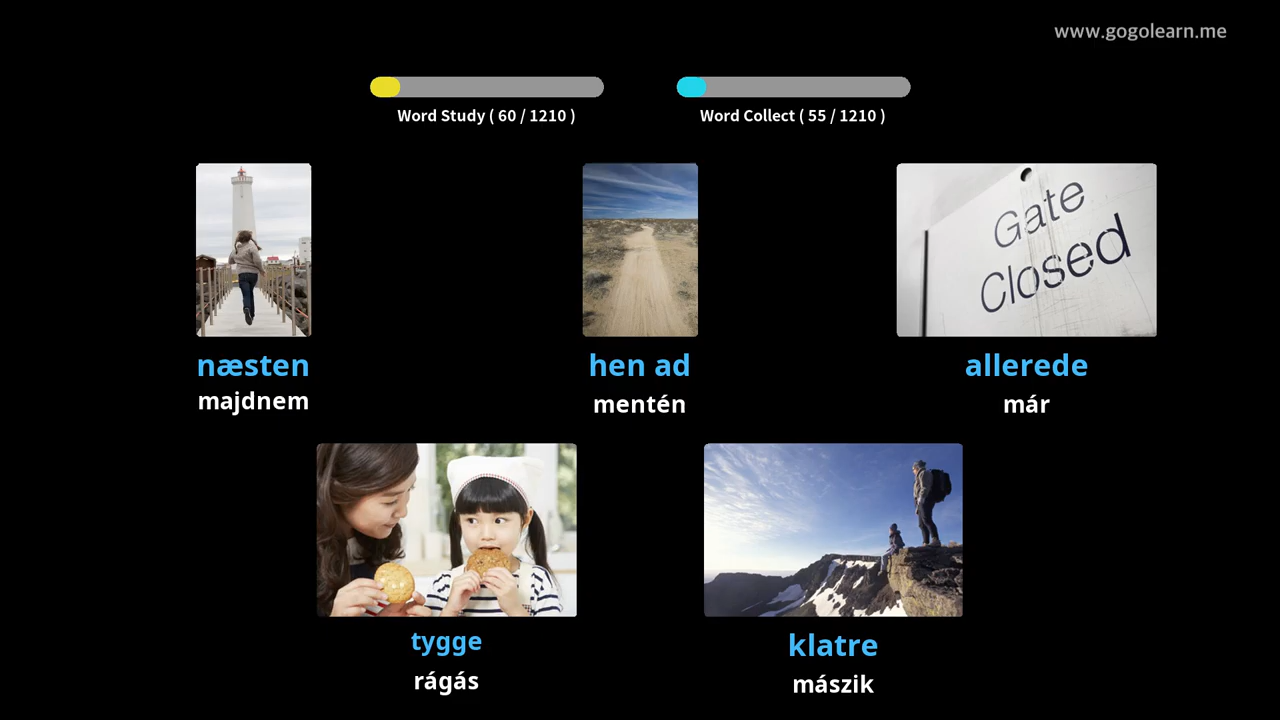 www.gogolearn.me
Word Study ( 60 / 1210 )
Word Collect ( 55 / 1210 )
Gate
Closed
næsten
hen ad
allerede
majdnem
mentén
már
tygge
klatre
rágás
mászik